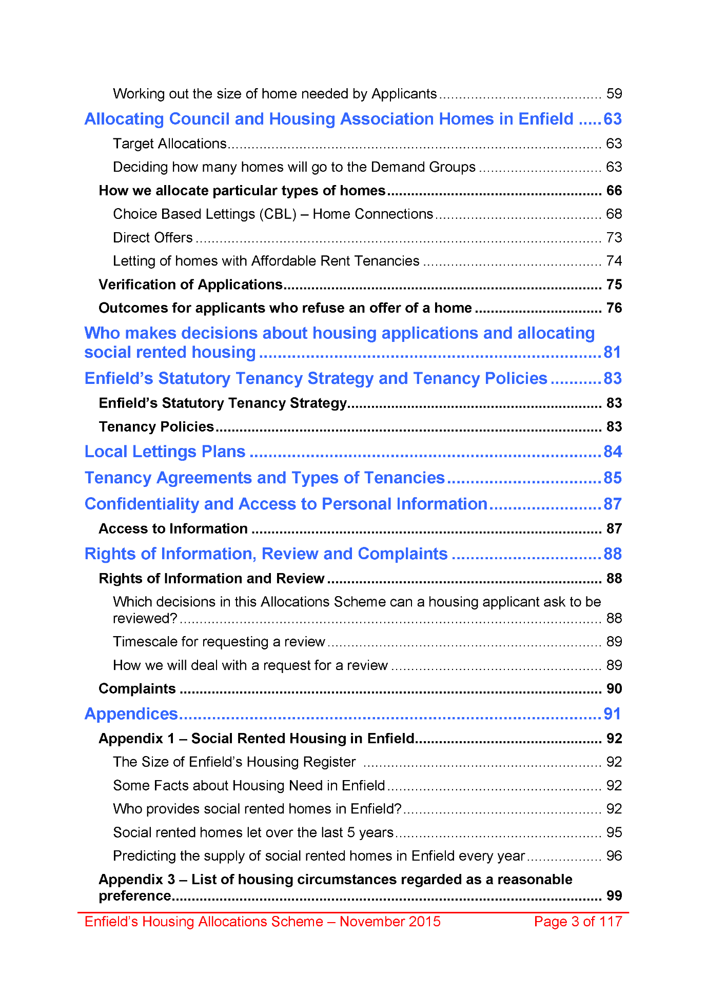 Working out the size of home needed by Applicants ......................................... 59
Allocating Council and Housing Association Homes in Enfield .....63
Target Allocations.............................................................................................. 63
Deciding how many homes will go to the Demand Groups ............................... 63
How we allocate particular types of homes...................................................... 66
Choice Based Lettings (CBL) – Home Connections.......................................... 68
Direct Offers ...................................................................................................... 73
Letting of homes with Affordable Rent Tenancies ............................................. 74
Verification of Applications................................................................................ 75
Outcomes for applicants who refuse an offer of a home ................................ 76
Who makes decisions about housing applications and allocating
social rented housing .........................................................................81
Enfield’s Statutory Tenancy Strategy and Tenancy Policies ...........83
Enfield’s Statutory Tenancy Strategy................................................................ 83
Tenancy Policies................................................................................................. 83
Local Lettings Plans ...........................................................................84
Tenancy Agreements and Types of Tenancies.................................85
Confidentiality and Access to Personal Information........................87
Access to Information ........................................................................................ 87
Rights of Information, Review and Complaints ................................88
Rights of Information and Review ..................................................................... 88
Which decisions in this Allocations Scheme can a housing applicant ask to be
reviewed? .......................................................................................................... 88
Timescale for requesting a review ..................................................................... 89
How we will deal with a request for a review ..................................................... 89
Complaints .......................................................................................................... 90
Appendices..........................................................................................91
Appendix 1 – Social Rented Housing in Enfield............................................... 92
The Size of Enfield’s Housing Register ............................................................ 92
Some Facts about Housing Need in Enfield ...................................................... 92
Who provides social rented homes in Enfield?.................................................. 92
Social rented homes let over the last 5 years.................................................... 95
Predicting the supply of social rented homes in Enfield every year................... 96
Appendix 3 – List of housing circumstances regarded as a reasonable
preference............................................................................................................ 99
Enfield’s Housing Allocations Scheme – November 2015 Page 3 of 117